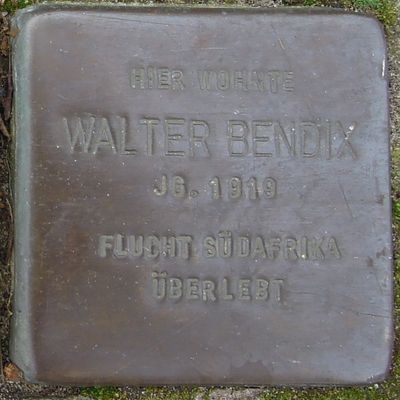 HIER WOHNTE
WALTER BENDIX
JG. 1919
FLUCHT SÜDAFRIKA
ÜBERLEBT